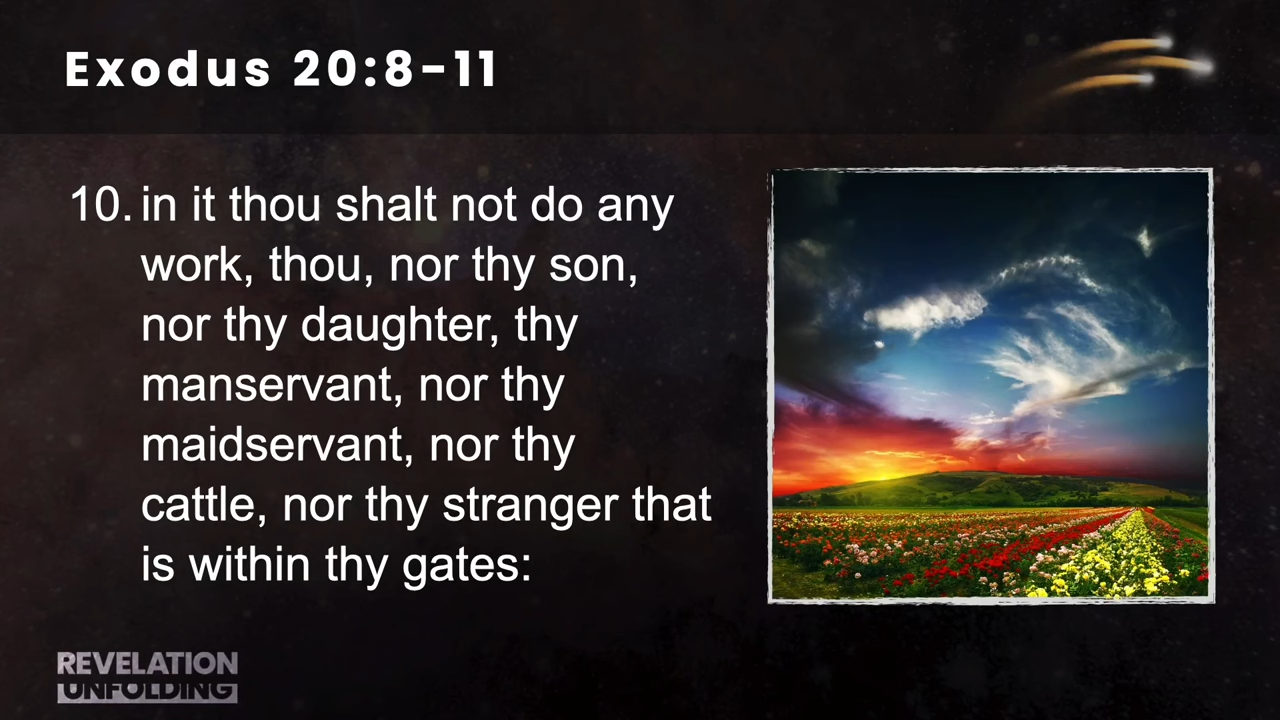 Exodus 20:8-11
10. in it thou shalt not do any
work, thou, nor thy son,
nor thy daughter, thy
manservant, nor thy
maidservant, nor thy
cattle, nor thy stranger that
is within thy gates:
REVELATION
UNFOLDING